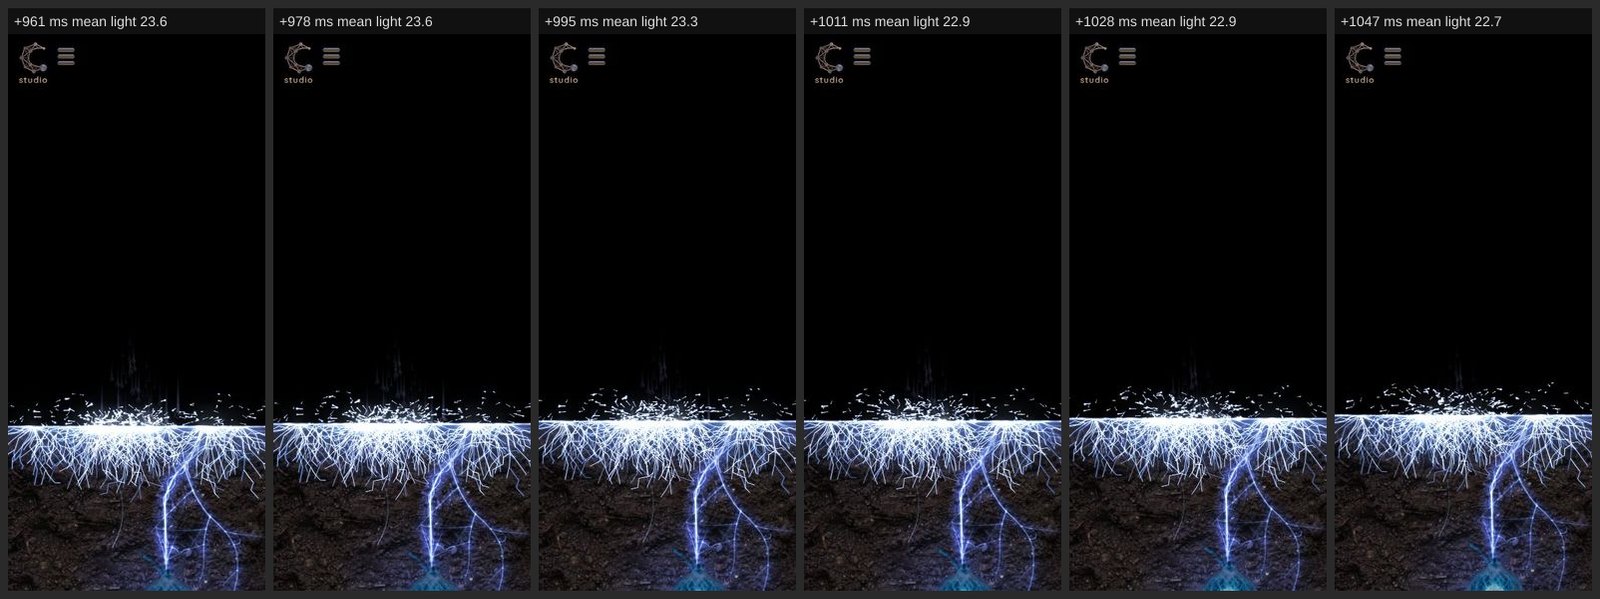 +961 ms mean light 23.6
studio
+978 ms mean light 23.6
studio
+995 ms mean light 23.3
studio
+1011 ms mean light 22.9
studio
+1028 ms mean light 22.9
studio
+1047 ms mean light 22.7
studio